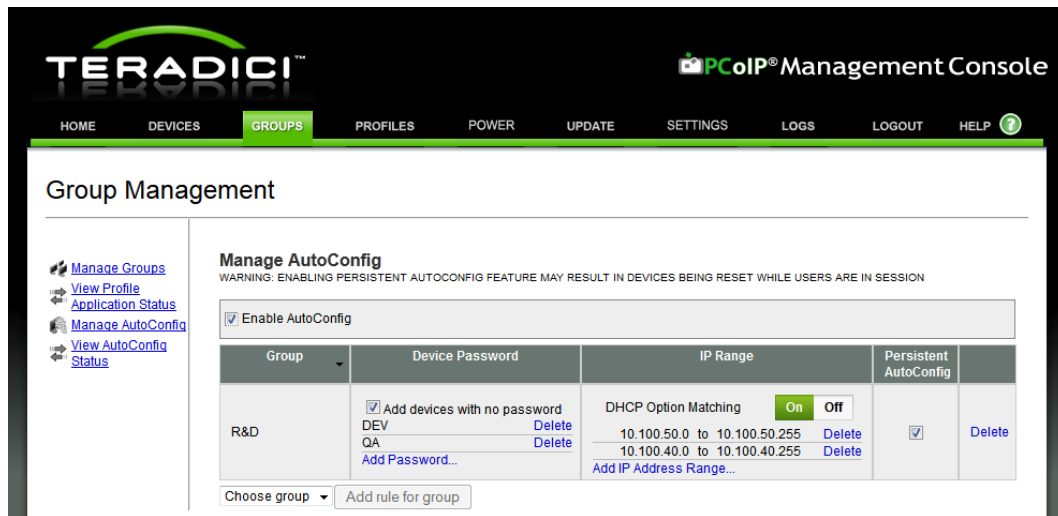 TERADICI™
PCoIP® Management Console
HOME DEVICES GROUPS PROFILES POWER UPDATE SETTINGS LOGS LOGOUT HELP ?
Group Management
Manage Groups
View Profile
Application Status
Manage AutoConfig
View AutoConfig
Status
Manage AutoConfig
WARNING: ENABLING PERSISTENT AUTOCONFIG FEATURE MAY RESULT IN DEVICES BEING RESET WHILE USERS ARE IN SESSION
Enable AutoConfig
Group Device Password IP Range Persistent
AutoConfig
R&D
Add devices with no password
DEV Delete
QA Delete
Add Password...
DHCP Option Matching On Off
10.100.50.0 to 10.100.50.255 Delete
10.100.40.0 to 10.100.40.255 Delete
Add IP Address Range...
Delete
Choose group Add rule for group